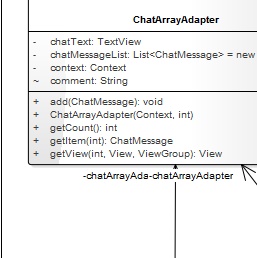 ChatArrayAdapter
- chatText: TextView
- chatMessageList: List<ChatMessage> = new
- context: Context
~ comment: String
+ add(ChatMessage): void
+ ChatArrayAdapter(Context, int)
+ getCount(): int
+ getItem(int): ChatMessage
+ getView(int, View, ViewGroup): View
-chatArrayAda-chatArrayAdapter